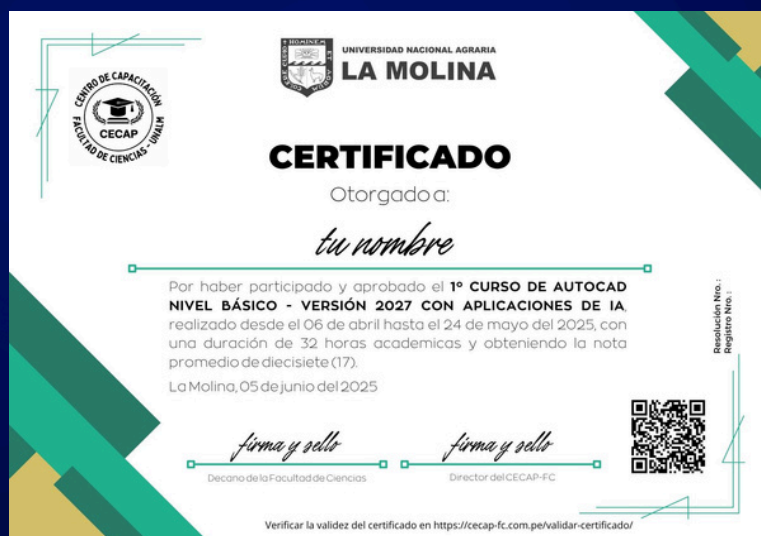 UNIVERSIDAD NACIONAL AGRARIA
LA MOLINA
CENTRO DE CAPACITACIÓN
CECAP
FACULTAD DE CIENCIAS - UNALM
CERTIFICADO
Otorgado a:
tu nombre
Por haber participado y aprobado el 1º CURSO DE AUTOCAD
NIVEL BÁSICO - VERSIÓN 2027 CON APLICACIONES DE IA,
realizado desde el 06 de abril hasta el 24 de mayo del 2025, con
una duración de 32 horas academicas y obteniendo la nota
promedio de diecisiete (17).
La Molina, 05 de junio del 2025
Resolución Nro. :
Registro Nro. :
firma y sello
Decano de la Facultad de Ciencias
firma y sello
Director del CECAP-FC
Verificar la validez del certificado en https://cecap-fc.com.pe/validar-certificado/